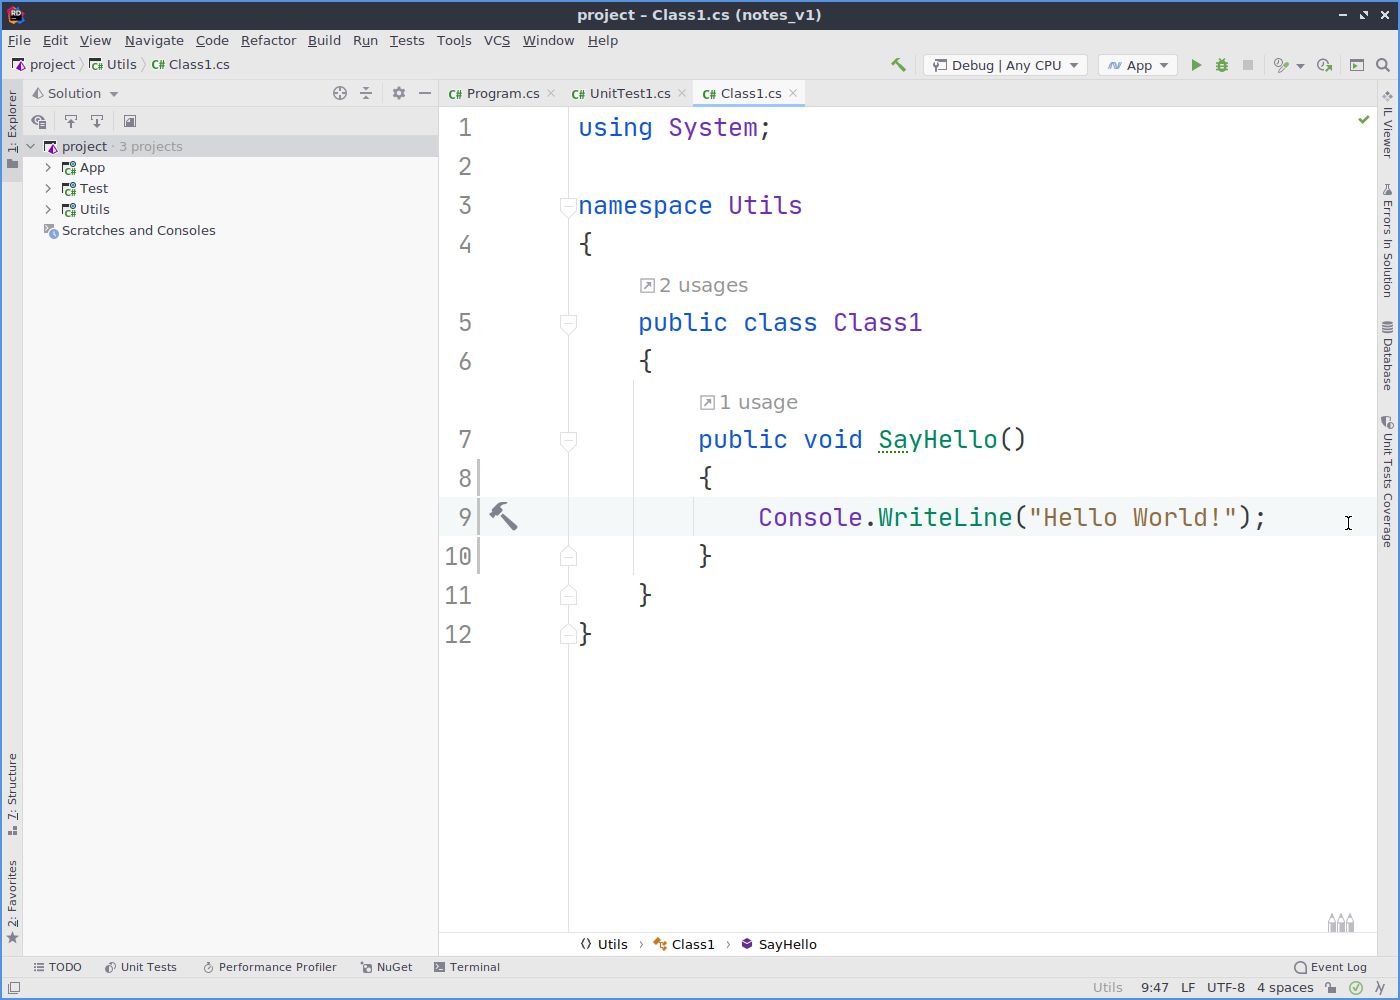 project – Class1.cs (notes_v1)
File Edit View Navigate Code Refactor Build Run Tests Tools VCS Window Help
project Utils C# Class1.cs
Debug | Any CPU
App
Solution
C# Program.cs
C# UnitTest1.cs
C# Class1.cs
project · 3 projects
App
Test
Utils
Scratches and Consoles
1: Explorer
7: Structure
2: Favorites
1 using System;
2
3 namespace Utils
4 {
2 usages
5 public class Class1
6 {
1 usage
7 public void SayHello()
8 {
9 Console.WriteLine("Hello World!");
10 }
11 }
12 }
IL Viewer
Errors In Solution
Database
Unit Tests Coverage
Utils › Class1 › SayHello
TODO Unit Tests Performance Profiler NuGet Terminal Event Log
Utils 9:47 LF UTF-8 4 spaces